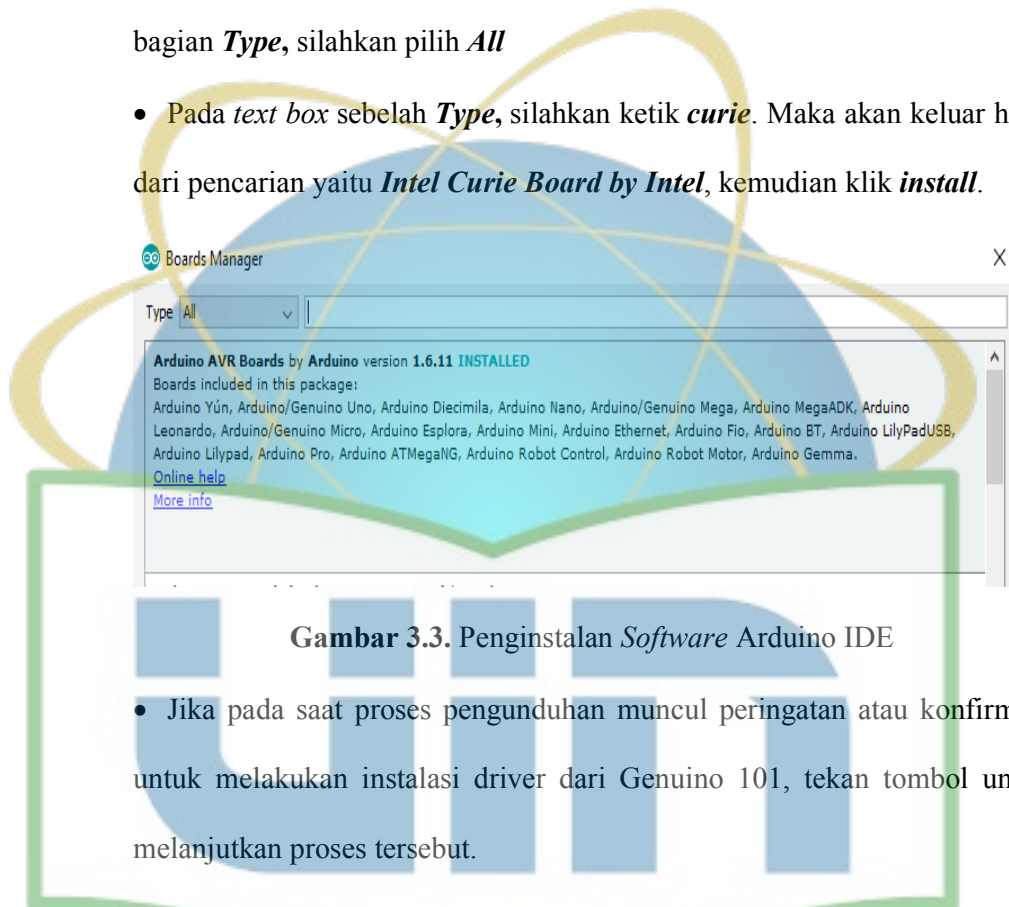 bagian Type, silahkan pilih All
• Pada text box sebelah Type, silahkan ketik curie. Maka akan keluar h
dari pencarian yaitu Intel Curie Board by Intel, kemudian klik install.
Boards Manager X
Type All
Arduino AVR Boards by Arduino version 1.6.11 INSTALLED
Boards included in this package:
Arduino Yún, Arduino/Genuino Uno, Arduino Diecimila, Arduino Nano, Arduino/Genuino Mega, Arduino MegaADK, Arduino
Leonardo, Arduino/Genuino Micro, Arduino Esplora, Arduino Mini, Arduino Ethernet, Arduino Fio, Arduino BT, Arduino LilyPadUSB,
Arduino Lilypad, Arduino Pro, Arduino ATMegaNG, Arduino Robot Control, Arduino Robot Motor, Arduino Gemma.
Online help
More info
Gambar 3.3. Penginstalan Software Arduino IDE
• Jika pada saat proses pengunduhan muncul peringatan atau konfirm
untuk melakukan instalasi driver dari Genuino 101, tekan tombol un
melanjutkan proses tersebut.
uin